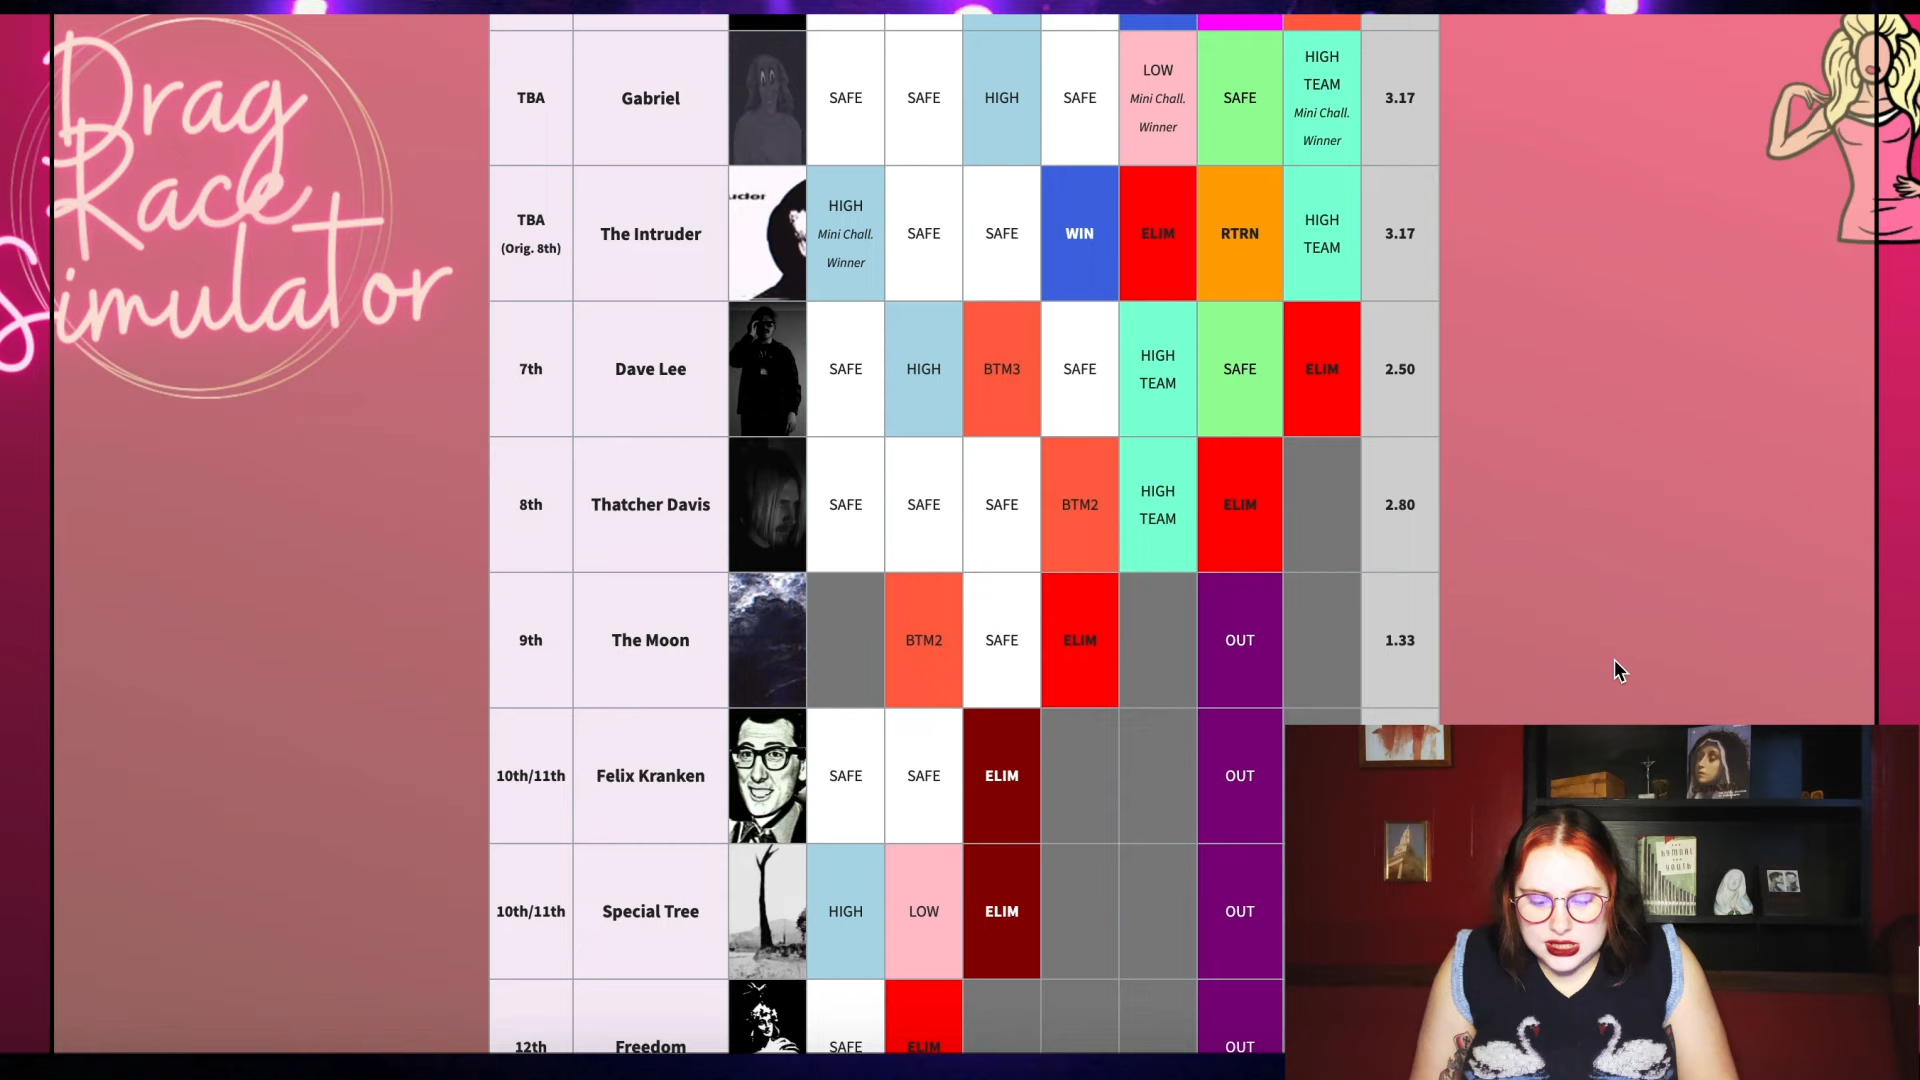 Drag
Race
Simulator
TBA Gabriel SAFE SAFE HIGH SAFE LOW Mini Chall. Winner SAFE HIGH TEAM Mini Chall. Winner 3.17
TBA (Orig. 8th) The Intruder HIGH Mini Chall. Winner SAFE SAFE WIN ELIM RTRN HIGH TEAM 3.17
7th Dave Lee SAFE HIGH BTM3 SAFE HIGH TEAM SAFE ELIM 2.50
8th Thatcher Davis SAFE SAFE SAFE BTM2 HIGH TEAM ELIM 2.80
9th The Moon BTM2 SAFE ELIM OUT 1.33
10th/11th Felix Kranken SAFE SAFE ELIM OUT
10th/11th Special Tree HIGH LOW ELIM OUT
12th Freedom SAFE ELIM OUT
HYMNAL
FOR
YOUTH